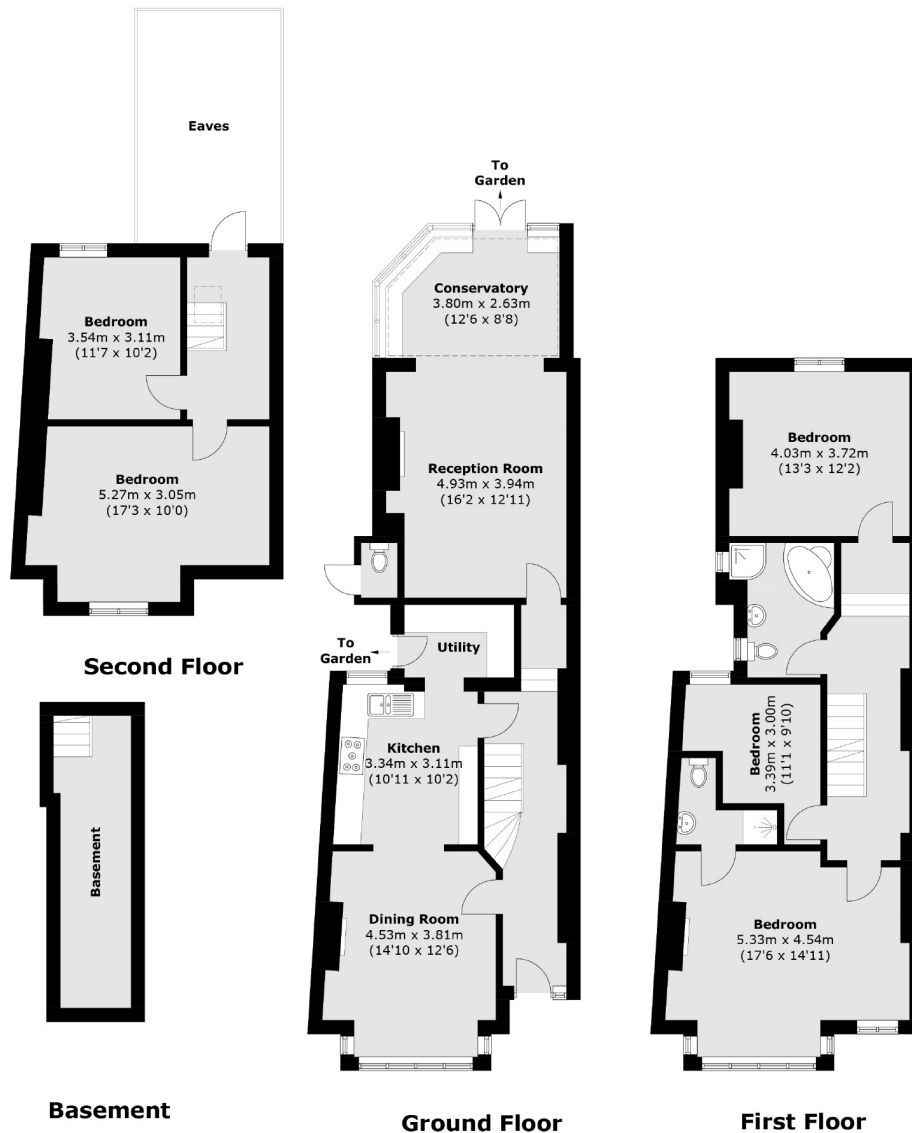 Eaves
Bedroom
3.54m x 3.11m
(11'7 x 10'2)
Bedroom
5.27m x 3.05m
(17'3 x 10'0)
Second Floor
Basement
Basement
To
Garden
Conservatory
3.80m x 2.63m
(12'6 x 8'8)
Reception Room
4.93m x 3.94m
(16'2 x 12'11)
To
Garden
Utility
Kitchen
3.34m x 3.11m
(10'11 x 10'2)
Dining Room
4.53m x 3.81m
(14'10 x 12'6)
Ground Floor
Bedroom
4.03m x 3.72m
(13'3 x 12'2)
Bedroom
3.39m x 3.00m
(11'1 x 9'10)
Bedroom
5.33m x 4.54m
(17'6 x 14'11)
First Floor